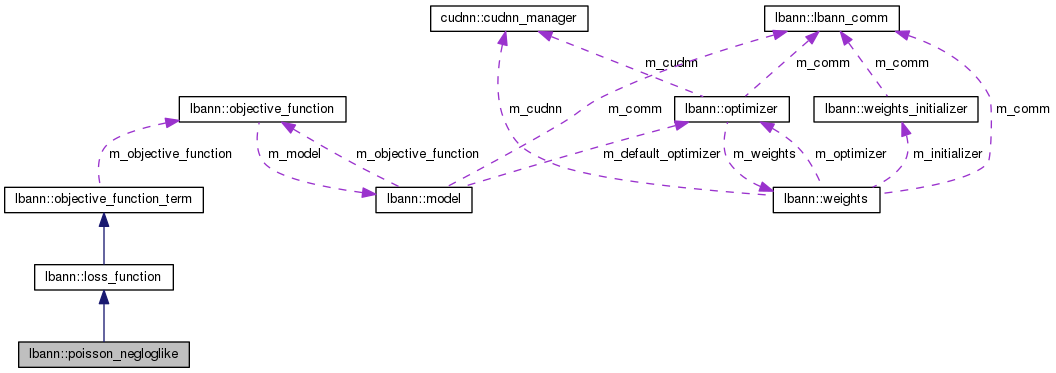 cudnn::cudnn_manager
lbann::lbann_comm
m_cudnn
m_comm
m_comm
lbann::objective_function
m_cudnn
m_comm
lbann::optimizer
lbann::weights_initializer
m_comm
m_objective_function
m_model
m_objective_function
m_default_optimizer
m_weights
m_optimizer
m_initializer
lbann::objective_function_term
lbann::model
lbann::weights
lbann::loss_function
lbann::poisson_negloglike